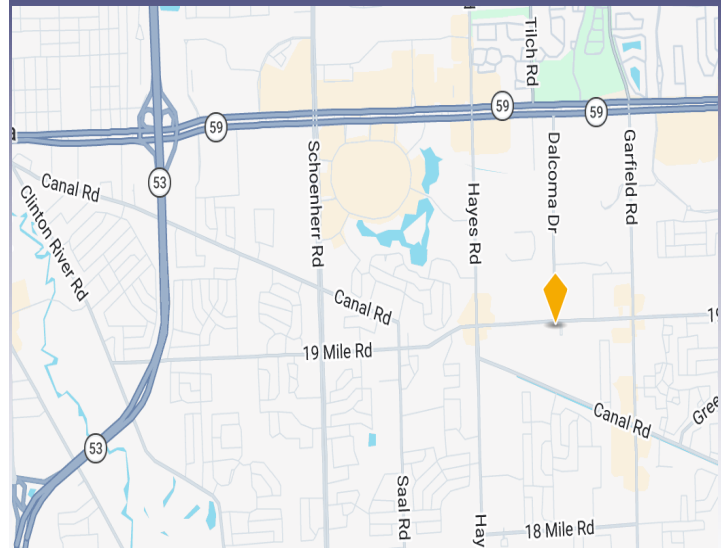 Tilch Rd
59
59
59
Dalcoma Dr
Garfield Rd
Schoenherr Rd
Canal Rd
53
Hayes Rd
Clinton River Rd
Canal Rd
19 Mile Rd
Canal Rd
53
Saal Rd
18 Mile Rd